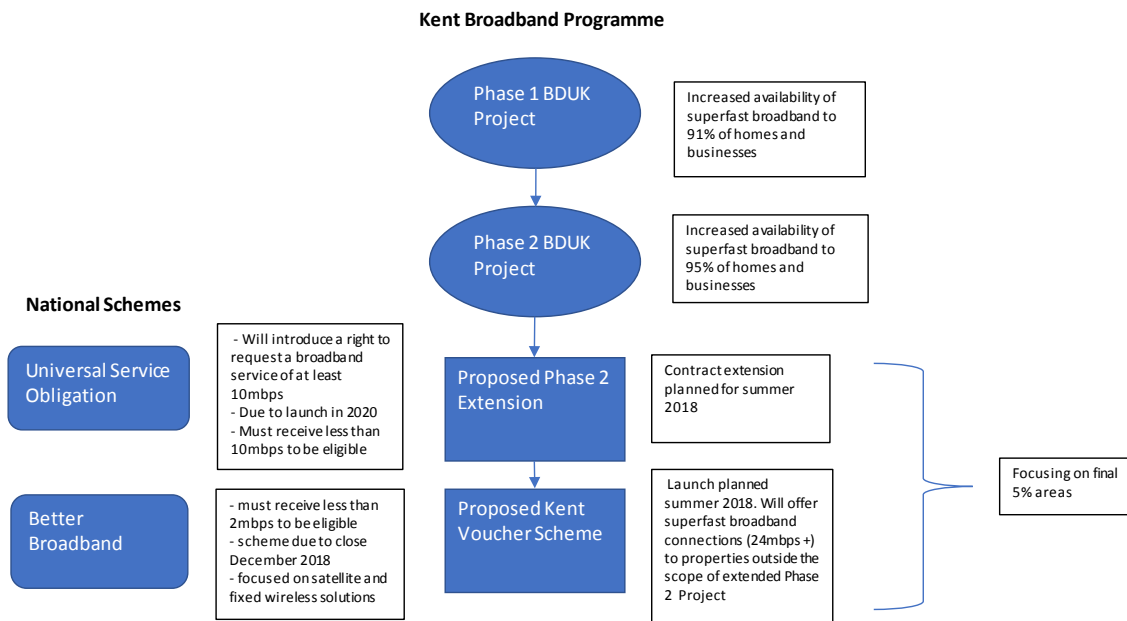 Kent Broadband Programme
Phase 1 BDUK
Project
Increased availability of
superfast broadband to
91% of homes and
businesses
Phase 2 BDUK
Project
Increased availability of
superfast broadband to
95% of homes and
businesses
National Schemes
Universal Service
Obligation
- Will introduce a right to
request a broadband
service of at least
10mbps
- Due to launch in 2020
- Must receive less than
10mbps to be eligible
Proposed Phase 2
Extension
Contract extension
planned for summer
2018
Focusing on final
5% areas
Better
Broadband
- must receive less than
2mbps to be eligible
- scheme due to close
December 2018
- focused on satellite and
fixed wireless solutions
Proposed Kent
Voucher Scheme
Launch planned
summer 2018. Will offer
superfast broadband
connections (24mbps +)
to properties outside the
scope of extended Phase
2 Project